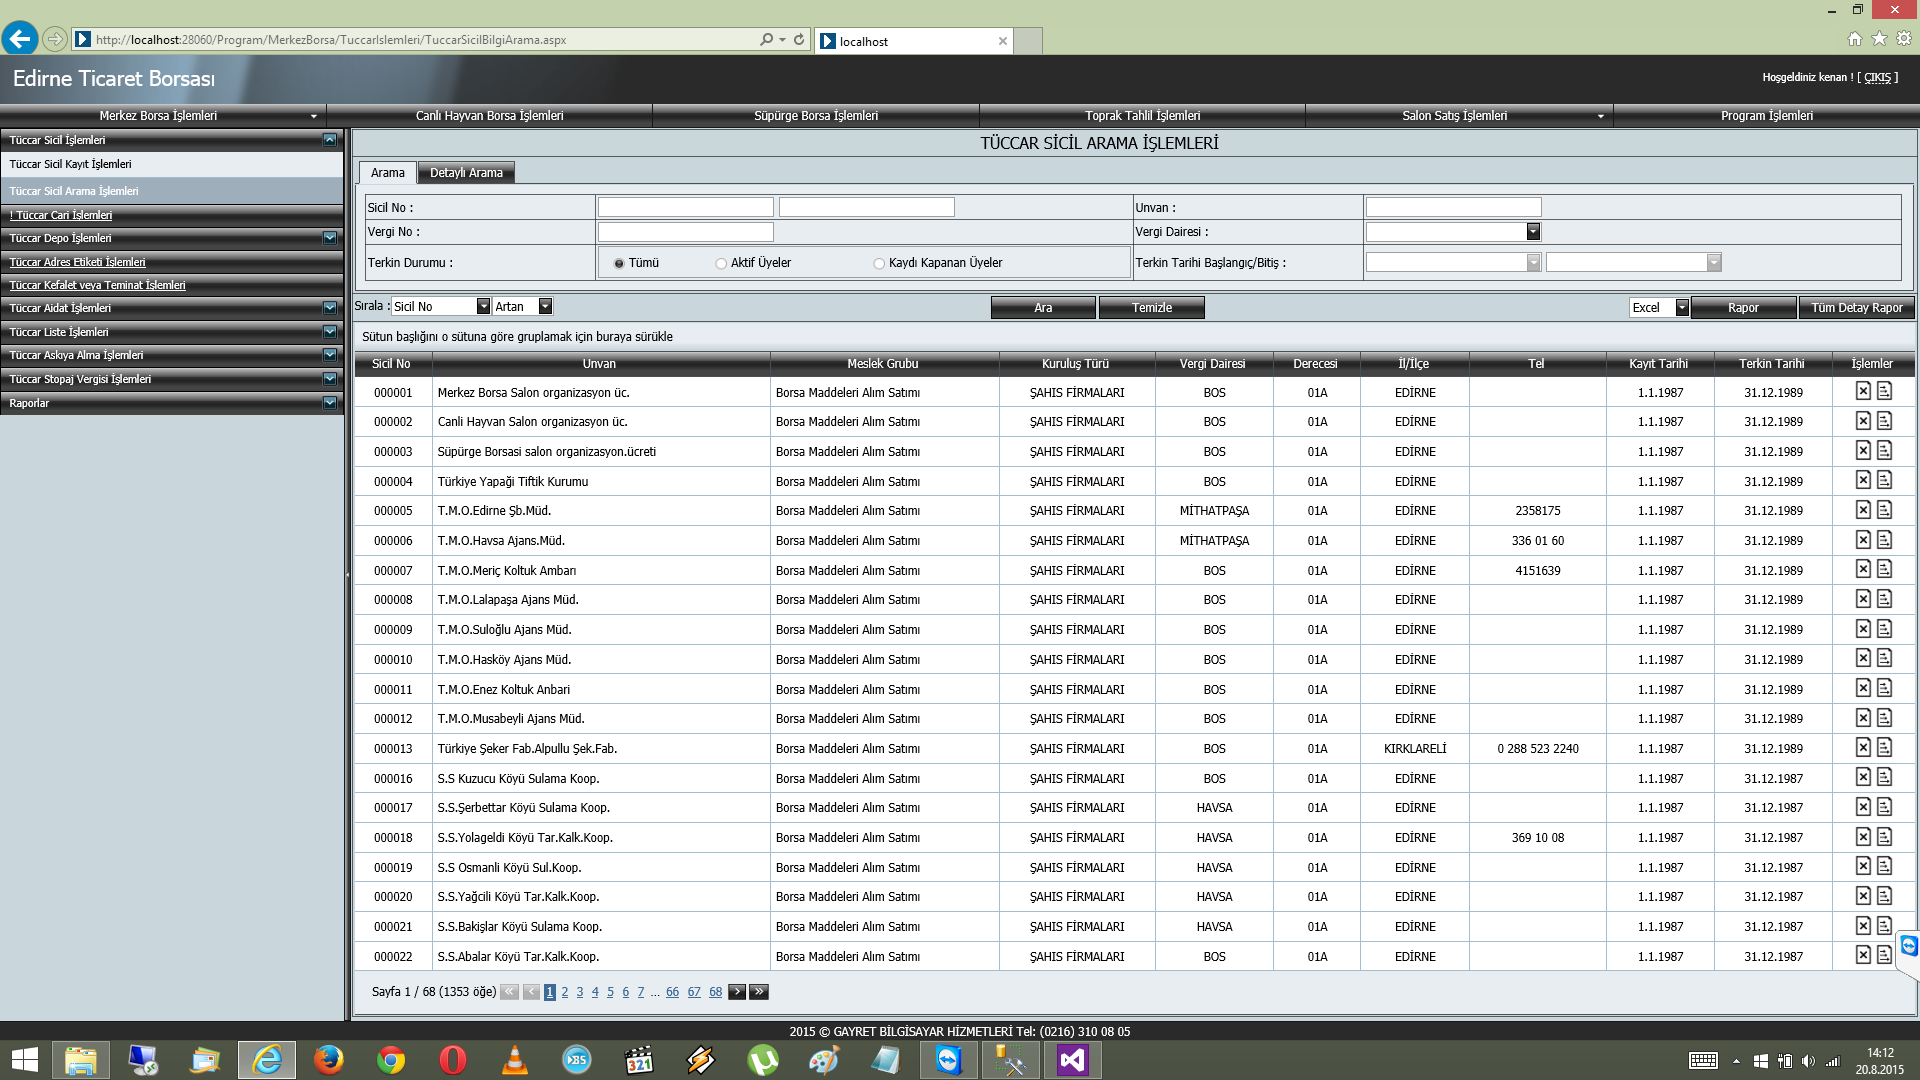 http://localhost:28060/Program/MerkezBorsa/TuccarIslemleri/TuccarSicilBilgiArama.aspx
localhost
Edirne Ticaret Borsası
Hoşgeldiniz kenan ! [ ÇIKIŞ ]
Merkez Borsa İşlemleri Canlı Hayvan Borsa İşlemleri Süpürge Borsa İşlemleri Toprak Tahlil İşlemleri Salon Satış İşlemleri Program İşlemleri
Tüccar Sicil İşlemleri
Tüccar Sicil Kayıt İşlemleri
Tüccar Sicil Arama İşlemleri
! Tüccar Cari İşlemleri
Tüccar Depo İşlemleri
Tüccar Adres Etiketi İşlemleri
Tüccar Kefalet veya Teminat İşlemleri
Tüccar Aidat İşlemleri
Tüccar Liste İşlemleri
Tüccar Askıya Alma İşlemleri
Tüccar Stopaj Vergisi İşlemleri
Raporlar
TÜCCAR SİCİL ARAMA İŞLEMLERİ
Arama Detaylı Arama
Sicil No : Unvan :
Vergi No : Vergi Dairesi :
Terkin Durumu : Tümü Aktif Üyeler Kaydı Kapanan Üyeler Terkin Tarihi Başlangıç/Bitiş :
Sırala : Sicil No Artan Ara Temizle Excel Rapor Tüm Detay Rapor
Sütun başlığını o sütuna göre gruplamak için buraya sürükle
Sicil No Unvan Meslek Grubu Kuruluş Türü Vergi Dairesi Derecesi İl/İlçe Tel Kayıt Tarihi Terkin Tarihi İşlemler
000001 Merkez Borsa Salon organizasyon üc. Borsa Maddeleri Alım Satımı ŞAHIS FİRMALARI BOS 01A EDİRNE 1.1.1987 31.12.1989
000002 Canli Hayvan Salon organizasyon üc. Borsa Maddeleri Alım Satımı ŞAHIS FİRMALARI BOS 01A EDİRNE 1.1.1987 31.12.1989
000003 Süpürge Borsasi salon organizasyon.ücreti Borsa Maddeleri Alım Satımı ŞAHIS FİRMALARI BOS 01A EDİRNE 1.1.1987 31.12.1989
000004 Türkiye Yapaği Tiftik Kurumu Borsa Maddeleri Alım Satımı ŞAHIS FİRMALARI BOS 01A EDİRNE 1.1.1987 31.12.1989
000005 T.M.O.Edirne Şb.Müd. Borsa Maddeleri Alım Satımı ŞAHIS FİRMALARI MİTHATPAŞA 01A EDİRNE 2358175 1.1.1987 31.12.1989
000006 T.M.O.Havsa Ajans.Müd. Borsa Maddeleri Alım Satımı ŞAHIS FİRMALARI MİTHATPAŞA 01A EDİRNE 336 01 60 1.1.1987 31.12.1989
000007 T.M.O.Meriç Koltuk Ambarı Borsa Maddeleri Alım Satımı ŞAHIS FİRMALARI BOS 01A EDİRNE 4151639 1.1.1987 31.12.1989
000008 T.M.O.Lalapaşa Ajans Müd. Borsa Maddeleri Alım Satımı ŞAHIS FİRMALARI BOS 01A EDİRNE 1.1.1987 31.12.1989
000009 T.M.O.Suloğlu Ajans Müd. Borsa Maddeleri Alım Satımı ŞAHIS FİRMALARI BOS 01A EDİRNE 1.1.1987 31.12.1989
000010 T.M.O.Hasköy Ajans Müd. Borsa Maddeleri Alım Satımı ŞAHIS FİRMALARI BOS 01A EDİRNE 1.1.1987 31.12.1989
000011 T.M.O.Enez Koltuk Anbari Borsa Maddeleri Alım Satımı ŞAHIS FİRMALARI BOS 01A EDİRNE 1.1.1987 31.12.1989
000012 T.M.O.Musabeyli Ajans Müd. Borsa Maddeleri Alım Satımı ŞAHIS FİRMALARI BOS 01A EDİRNE 1.1.1987 31.12.1989
000013 Türkiye Şeker Fab.Alpullu Şek.Fab. Borsa Maddeleri Alım Satımı ŞAHIS FİRMALARI BOS 01A KIRKLARELİ 0 288 523 2240 1.1.1987 31.12.1989
000016 S.S Kuzucu Köyü Sulama Koop. Borsa Maddeleri Alım Satımı ŞAHIS FİRMALARI BOS 01A EDİRNE 1.1.1987 31.12.1987
000017 S.S.Şerbettar Köyü Sulama Koop. Borsa Maddeleri Alım Satımı ŞAHIS FİRMALARI HAVSA 01A EDİRNE 1.1.1987 31.12.1987
000018 S.S.Yolageldi Köyü Tar.Kalk.Koop. Borsa Maddeleri Alım Satımı ŞAHIS FİRMALARI HAVSA 01A EDİRNE 369 10 08 1.1.1987 31.12.1987
000019 S.S Osmanli Köyü Sul.Koop. Borsa Maddeleri Alım Satımı ŞAHIS FİRMALARI HAVSA 01A EDİRNE 1.1.1987 31.12.1987
000020 S.S.Yağcili Köyü Tar.Kalk.Koop. Borsa Maddeleri Alım Satımı ŞAHIS FİRMALARI HAVSA 01A EDİRNE 1.1.1987 31.12.1987
000021 S.S.Bakişlar Köyü Sulama Koop. Borsa Maddeleri Alım Satımı ŞAHIS FİRMALARI HAVSA 01A EDİRNE 1.1.1987 31.12.1987
000022 S.S.Abalar Köyü Tar.Kalk.Koop. Borsa Maddeleri Alım Satımı ŞAHIS FİRMALARI BOS 01A EDİRNE 1.1.1987 31.12.1987
Sayfa 1 / 68 (1353 öğe) 1 2 3 4 5 6 7 … 66 67 68
2015 © GAYRET BİLGİSAYAR HİZMETLERİ Tel: (0216) 310 08 05
BS
321
14:12
20.8.2015